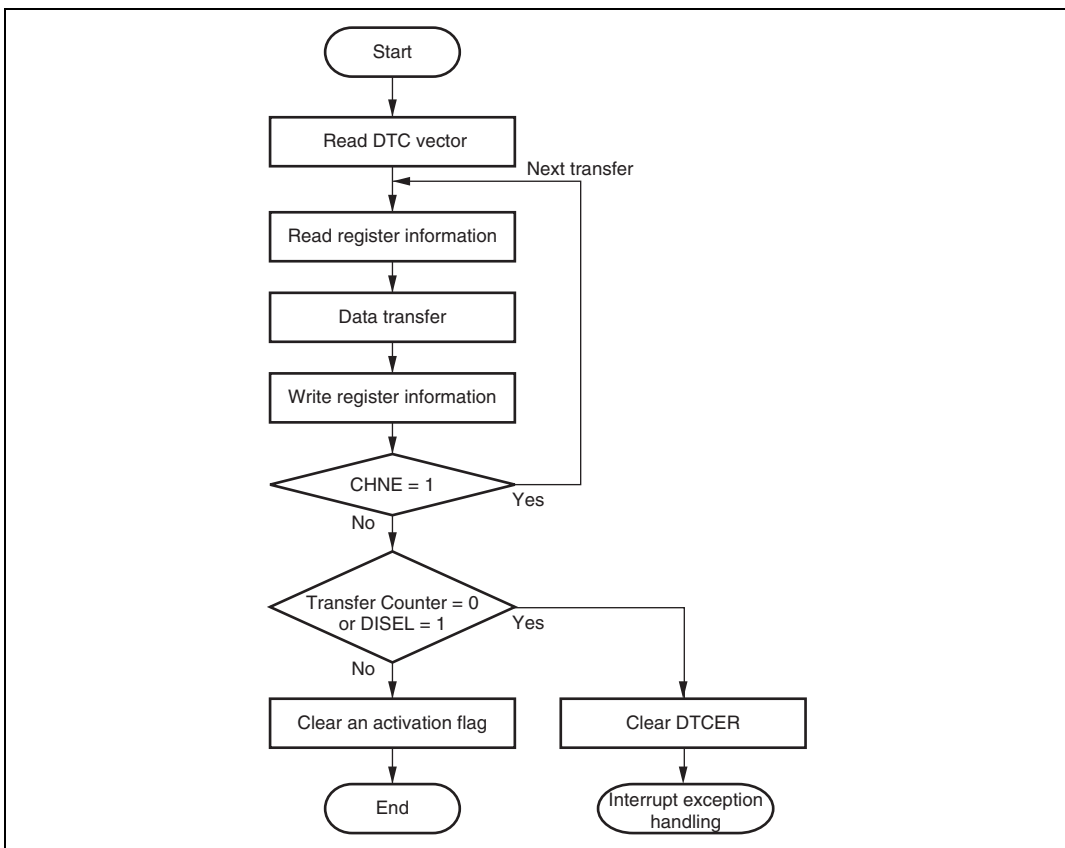 Start
Read DTC vector
Next transfer
Read register information
Data transfer
Write register information
CHNE = 1
Yes
No
Transfer Counter = 0
or DISEL = 1
Yes
No
Clear an activation flag
Clear DTCER
End
Interrupt exception
handling